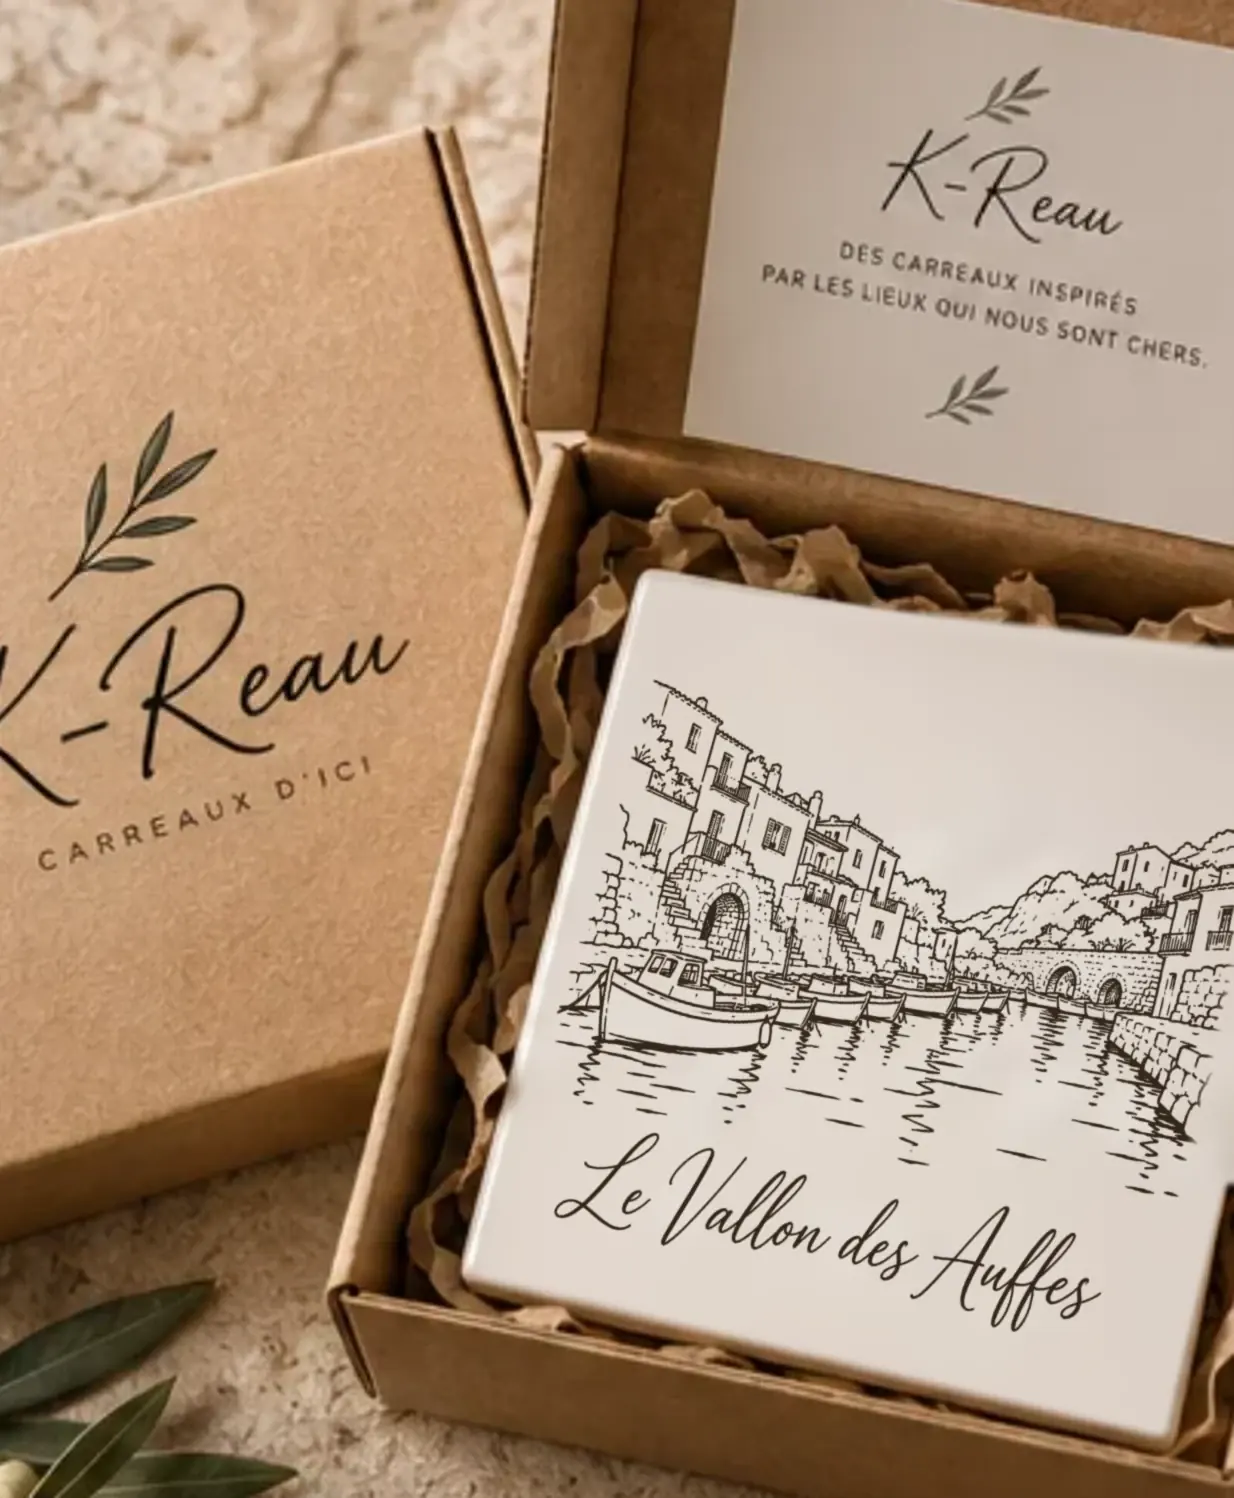 K-Reau
CARREAUX D'ICI
K-Reau
DES CARREAUX INSPIRÉS
PAR LES LIEUX QUI NOUS SONT CHERS.
Le Vallon des Auffes